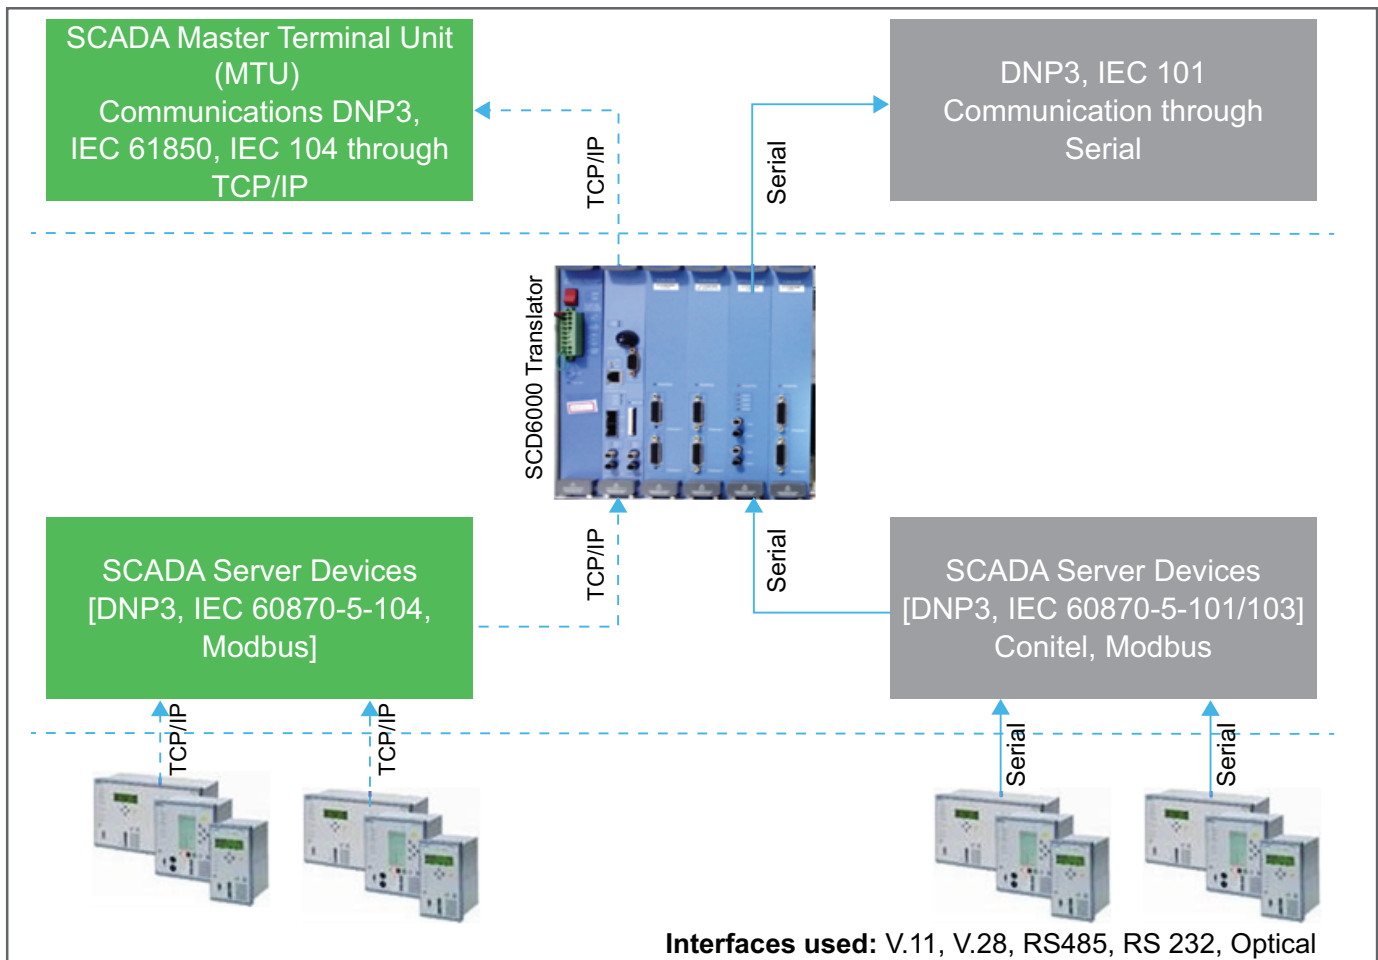 SCADA Master Terminal Unit
(MTU)
Communications DNP3,
IEC 61850, IEC 104 through
TCP/IP
DNP3, IEC 101
Communication through
Serial
TCP/IP
Serial
SCD6000 Translator
TCP/IP
Serial
SCADA Server Devices
[DNP3, IEC 60870-5-104,
Modbus]
SCADA Server Devices
[DNP3, IEC 60870-5-101/103]
Conitel, Modbus
TCP/IP
TCP/IP
Serial
Serial
Interfaces used: V.11, V.28, RS485, RS 232, Optical